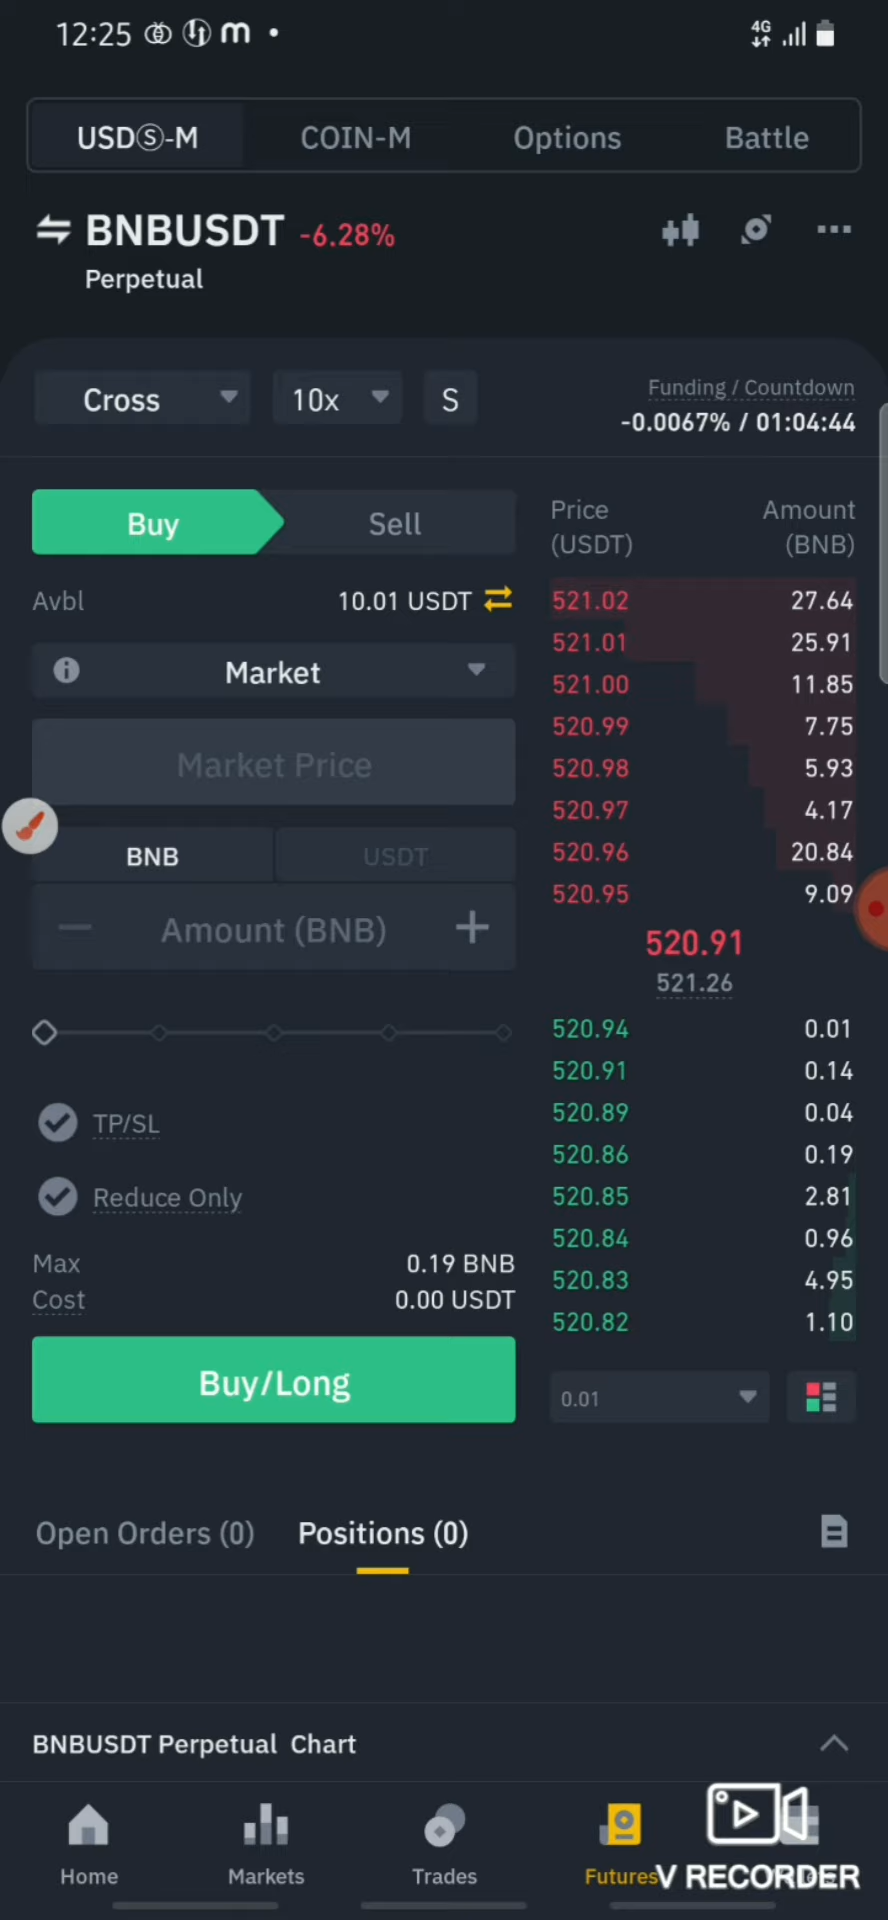 12:25
4G
USDⓈ-M COIN-M Options Battle
BNBUSDT -6.28%
Perpetual
Cross 10x S
Funding / Countdown
-0.0067% / 01:04:44
Buy Sell
Avbl 10.01 USDT
Market
Market Price
BNB USDT
Amount (BNB)
TP/SL
Reduce Only
Max 0.19 BNB
Cost 0.00 USDT
Buy/Long
Price Amount
(USDT) (BNB)
521.02 27.64
521.01 25.91
521.00 11.85
520.99 7.75
520.98 5.93
520.97 4.17
520.96 20.84
520.95 9.09
520.91
521.26
520.94 0.01
520.91 0.14
520.89 0.04
520.86 0.19
520.85 2.81
520.84 0.96
520.83 4.95
520.82 1.10
0.01
Open Orders (0) Positions (0)
BNBUSDT Perpetual Chart
Home Markets Trades Futures
V RECORDER